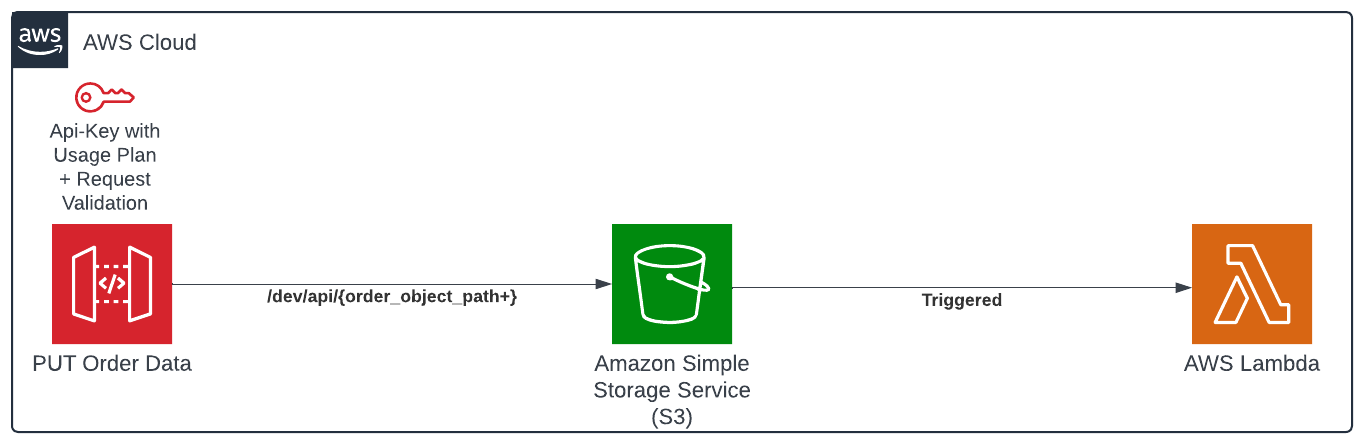 aws
AWS Cloud
Api-Key with
Usage Plan
+ Request
Validation
</>
PUT Order Data
/dev/api/{order_object_path+}
Amazon Simple
Storage Service
(S3)
Triggered
AWS Lambda